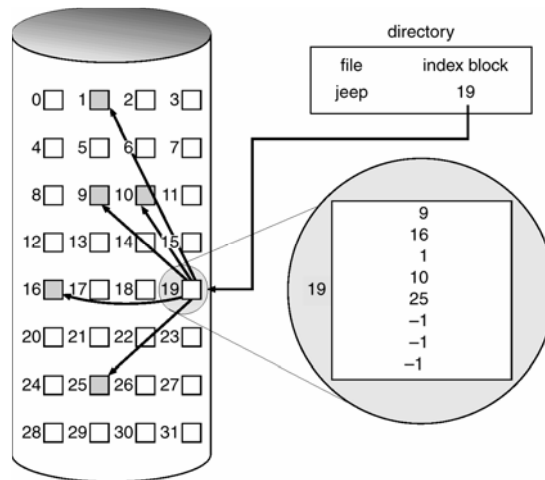 directory
file index block
jeep 19
0 1 2 3
4 5 6 7
8 9 10 11
12 13 14 15
16 17 18 19
20 21 22 23
24 25 26 27
28 29 30 31
19
9
16
1
10
25
–1
–1
–1